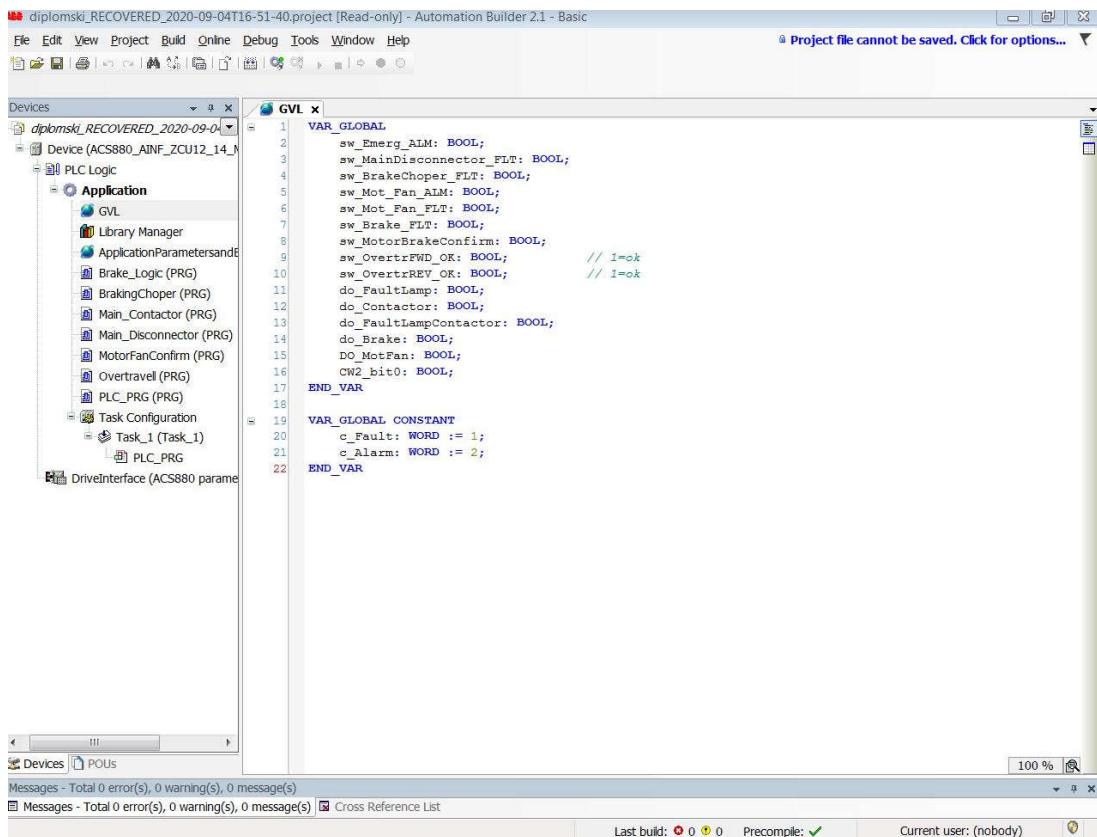 diplomski_RECOVERED_2020-09-04T16-51-40.project [Read-only] - Automation Builder 2.1 - Basic
File Edit View Project Build Online Debug Tools Window Help
Project file cannot be saved. Click for options...
Devices
diplomski_RECOVERED_2020-09-0
Device (ACS880_AINF_ZCU12_14_
PLC Logic
Application
GVL
Library Manager
ApplicationParametersandE
Brake_Logic (PRG)
BrakingChoper (PRG)
Main_Contactor (PRG)
Main_Disconnector (PRG)
MotorFanConfirm (PRG)
Overtravell (PRG)
PLC_PRG (PRG)
Task Configuration
Task_1 (Task_1)
PLC_PRG
DriveInterface (ACS880 parame
Devices POUs
GVL x
1 VAR_GLOBAL
2 sw_Emerg_ALM: BOOL;
3 sw_MainDisconnector_FLT: BOOL;
4 sw_BrakeChoper_FLT: BOOL;
5 sw_Mot_Fan_ALM: BOOL;
6 sw_Mot_Fan_FLT: BOOL;
7 sw_Brake_FLT: BOOL;
8 sw_MotorBrakeConfirm: BOOL;
9 sw_OvertrFWD_OK: BOOL; // 1=ok
10 sw_OvertrREV_OK: BOOL; // 1=ok
11 do_FaultLamp: BOOL;
12 do_Contactor: BOOL;
13 do_FaultLampContactor: BOOL;
14 do_Brake: BOOL;
15 DO_MotFan: BOOL;
16 CW2_bit0: BOOL;
17 END_VAR
18
19 VAR_GLOBAL CONSTANT
20 c_Fault: WORD := 1;
21 c_Alarm: WORD := 2;
22 END_VAR
100 %
Messages - Total 0 error(s), 0 warning(s), 0 message(s)
Messages - Total 0 error(s), 0 warning(s), 0 message(s) Cross Reference List
Last build: 0 0 Precompile: Current user: (nobody)